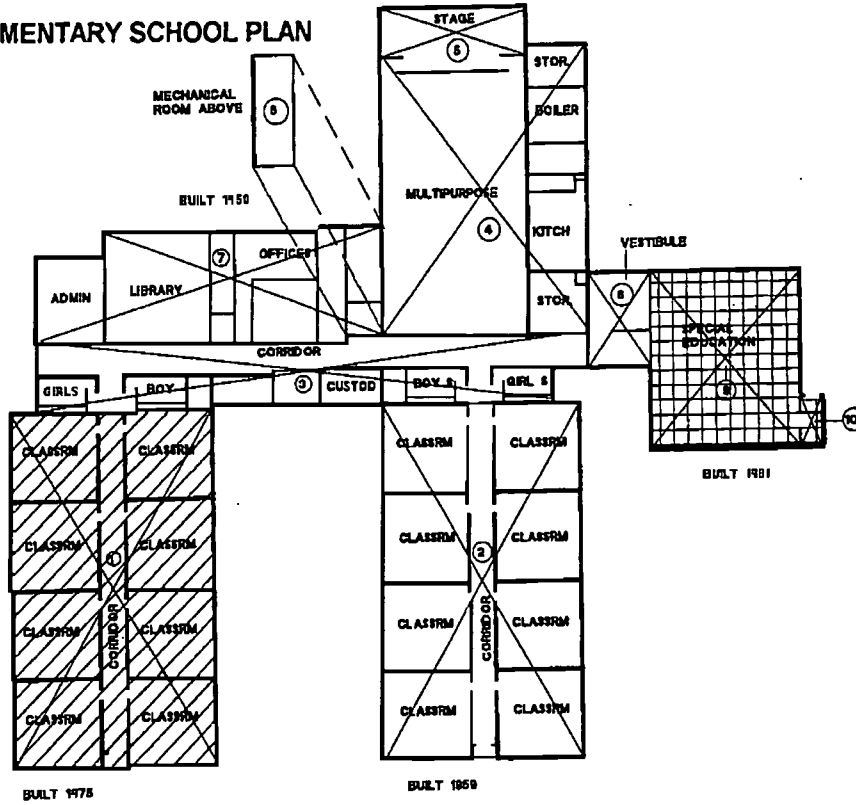 MENTARY SCHOOL PLAN
STAGE
5
STOR.
MECHANICAL
ROOM ABOVE
6
BOILER
BUILT 1950
MULTIPURPOSE
4
KITCH
VESTIBULE
7
OFFICES
ADMIN
LIBRARY
STOR.
8
SPECIAL
EDUCATION
CORRIDOR
GIRLS
BOY
3
CUSTOD
BOY S
GIRL S
10
CLASSRM
CLASSRM
CLASSRM
CLASSRM
BUILT 1981
CLASSRM
CLASSRM
CLASSRM
CLASSRM
2
CLASSRM
CLASSRM
CORRIDOR
CLASSRM
CLASSRM
CORRIDOR
CLASSRM
CLASSRM
CLASSRM
CLASSRM
BUILT 1975
BUILT 1959